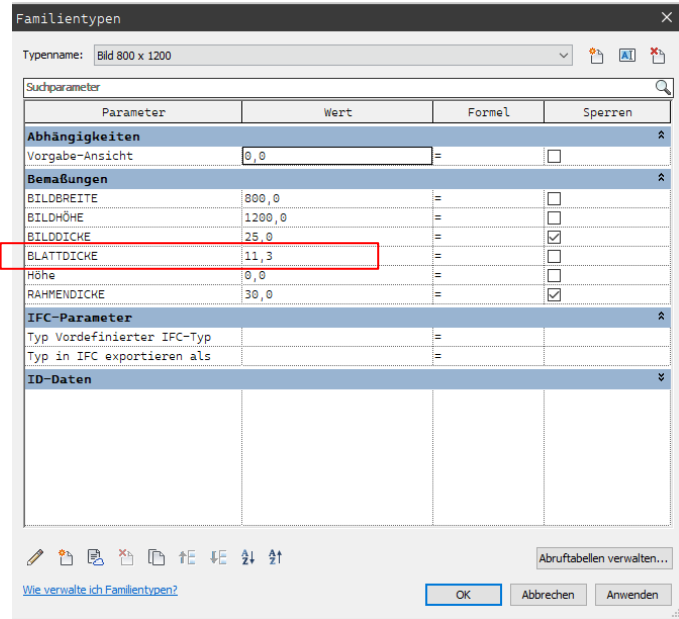 Familientypen
Typenname: Bild 800 x 1200
Suchparameter
Parameter Wert Formel Sperren
Abhängigkeiten
Vorgabe-Ansicht 0,0 =
Bemaßungen
BILDBREITE 800,0 =
BILDHÖHE 1200,0 =
BILDDICKE 25,0 =
BLATTDICKE 11,3 =
Höhe 0,0 =
RAHMENDICKE 30,0 =
IFC-Parameter
Typ Vordefinierter IFC-Typ =
Typ in IFC exportieren als =
ID-Daten
Abruftabellen verwalten...
Wie verwalte ich Familientypen?
OK Abbrechen Anwenden